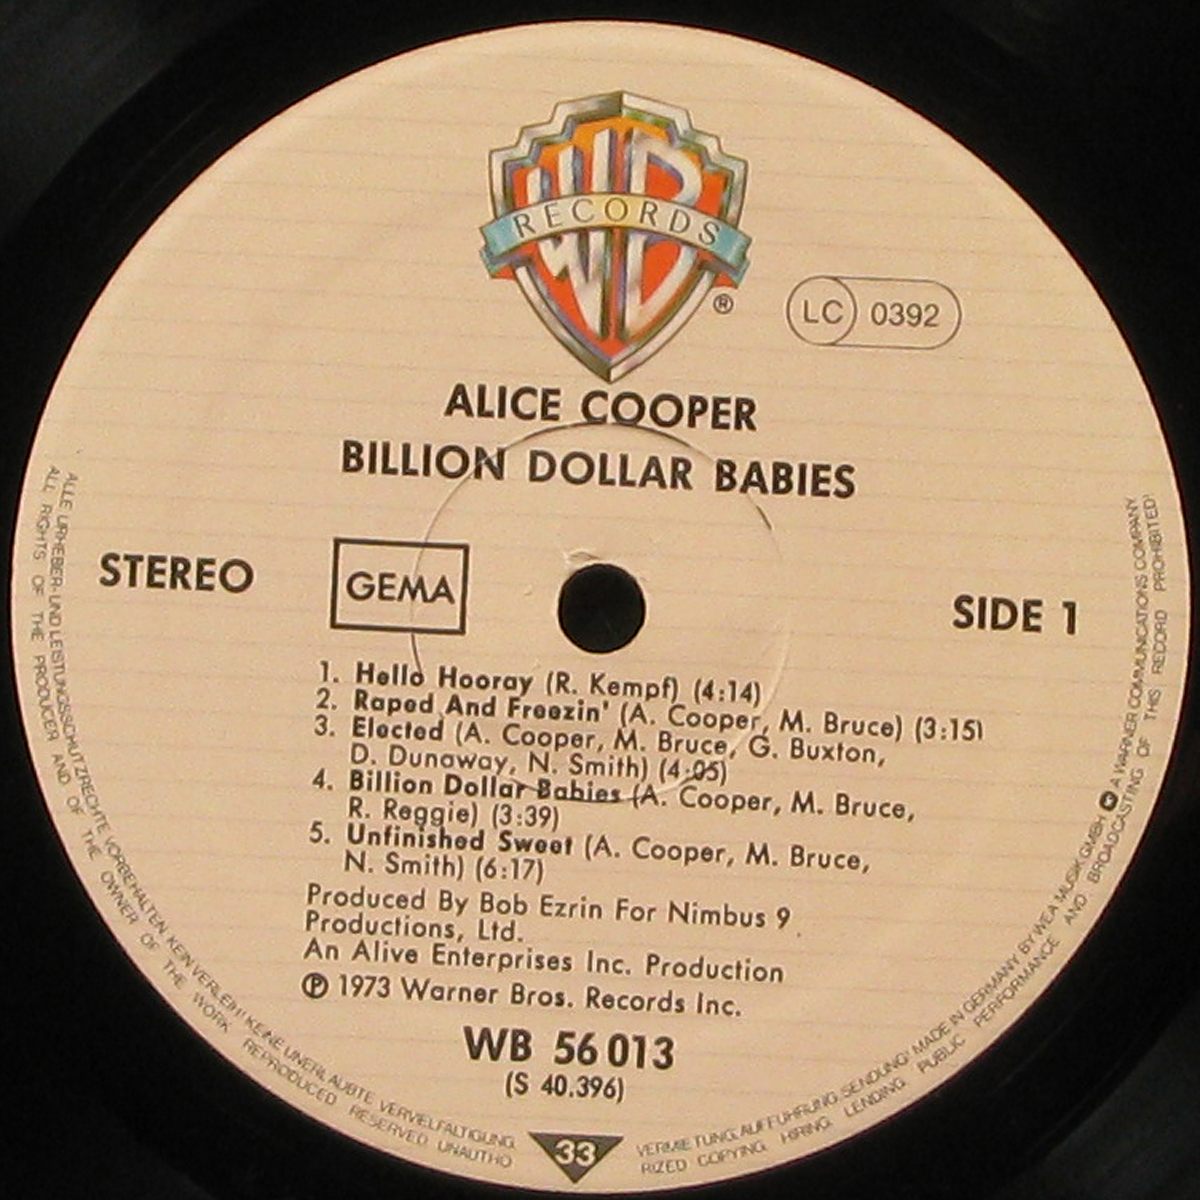 WB
RECORDS
®
LC 0392
ALICE COOPER
BILLION DOLLAR BABIES
STEREO
GEMA
SIDE 1
1. Hello Hooray (R. Kempf) (4:14)
2. Raped And Freezin' (A. Cooper, M. Bruce) (3:15)
3. Elected (A. Cooper, M. Bruce, G. Buxton,
D. Dunaway, N. Smith) (4:05)
4. Billion Dollar Babies (A. Cooper, M. Bruce,
R. Reggie) (3:39)
5. Unfinished Sweet (A. Cooper, M. Bruce,
N. Smith) (6:17)
Produced By Bob Ezrin For Nimbus 9
Productions, Ltd.
An Alive Enterprises Inc. Production
℗ 1973 Warner Bros. Records Inc.
WB 56 013
(S 40.396)
33
ALLE URHEBER- UND LEISTUNGSSCHUTZRECHTE VORBEHALTEN KEIN VERLEIH! KEINE UNERLAUBTE VERVIELFÄLTIGUNG, VERMIETUNG, AUFFÜHRUNG, SENDUNG! MADE IN GERMANY BY WEA MUSIK GMBH A WARNER COMMUNICATIONS COMPANY
ALL RIGHTS OF THE PRODUCER AND OF THE OWNER OF THE WORK REPRODUCED RESERVED UNAUTHORIZED COPYING, HIRING, LENDING, PUBLIC PERFORMANCE AND BROADCASTING OF THIS RECORD PROHIBITED!